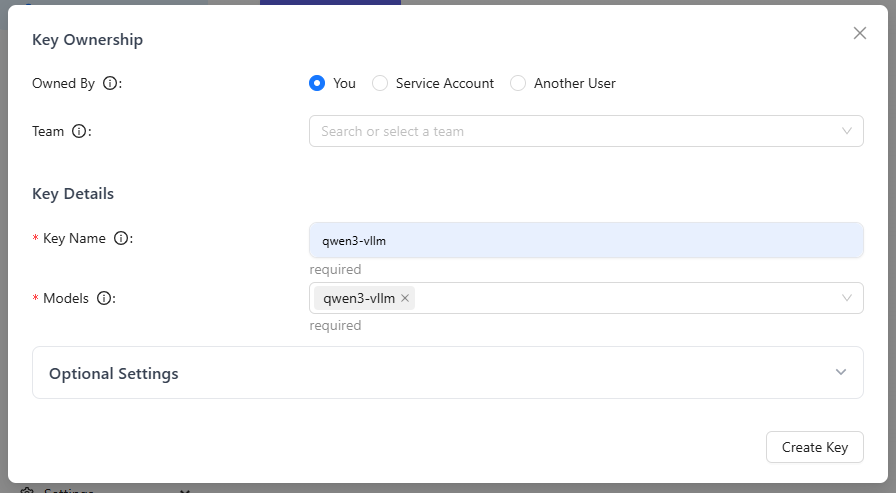 Key Ownership
Owned By : You Service Account Another User
Team : Search or select a team
Key Details
* Key Name : qwen3-vllm
required
* Models : qwen3-vllm
required
Optional Settings
Create Key
Settings